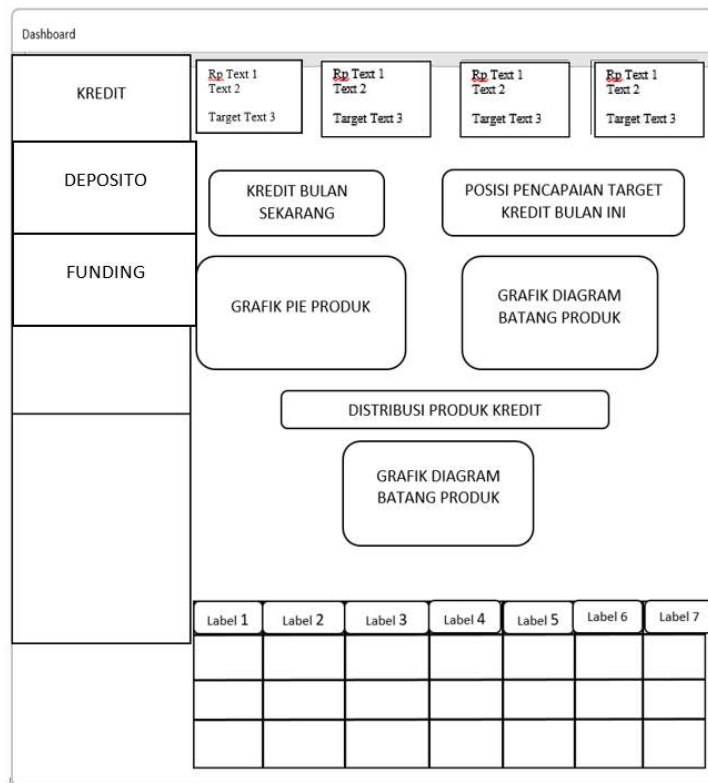 Dashboard
KREDIT
DEPOSITO
FUNDING
Rp Text 1
Text 2
Target Text 3
Rp Text 1
Text 2
Target Text 3
Rp Text 1
Text 2
Target Text 3
Rp Text 1
Text 2
Target Text 3
KREDIT BULAN
SEKARANG
POSISI PENCAPAIAN TARGET
KREDIT BULAN INI
GRAFIK PIE PRODUK
GRAFIK DIAGRAM
BATANG PRODUK
DISTRIBUSI PRODUK KREDIT
GRAFIK DIAGRAM
BATANG PRODUK
Label 1 Label 2 Label 3 Label 4 Label 5 Label 6 Label 7